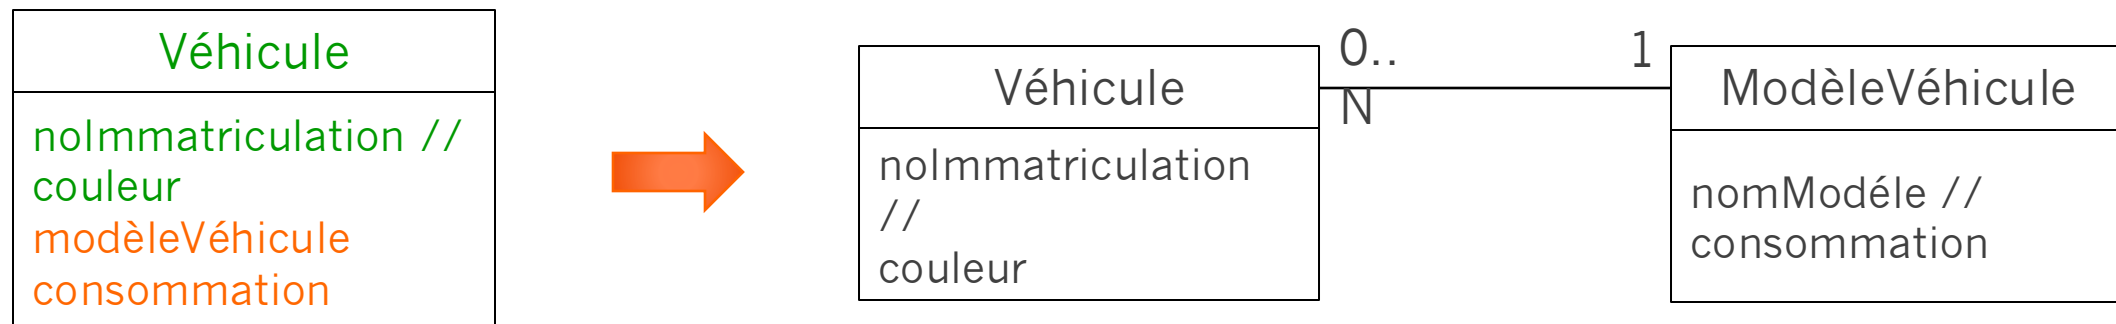 Véhicule
noImmatriculation //
couleur
modèleVéhicule
consommation
Véhicule
noImmatriculation
//
couleur
0..
N
1
ModèleVéhicule
nomModéle //
consommation